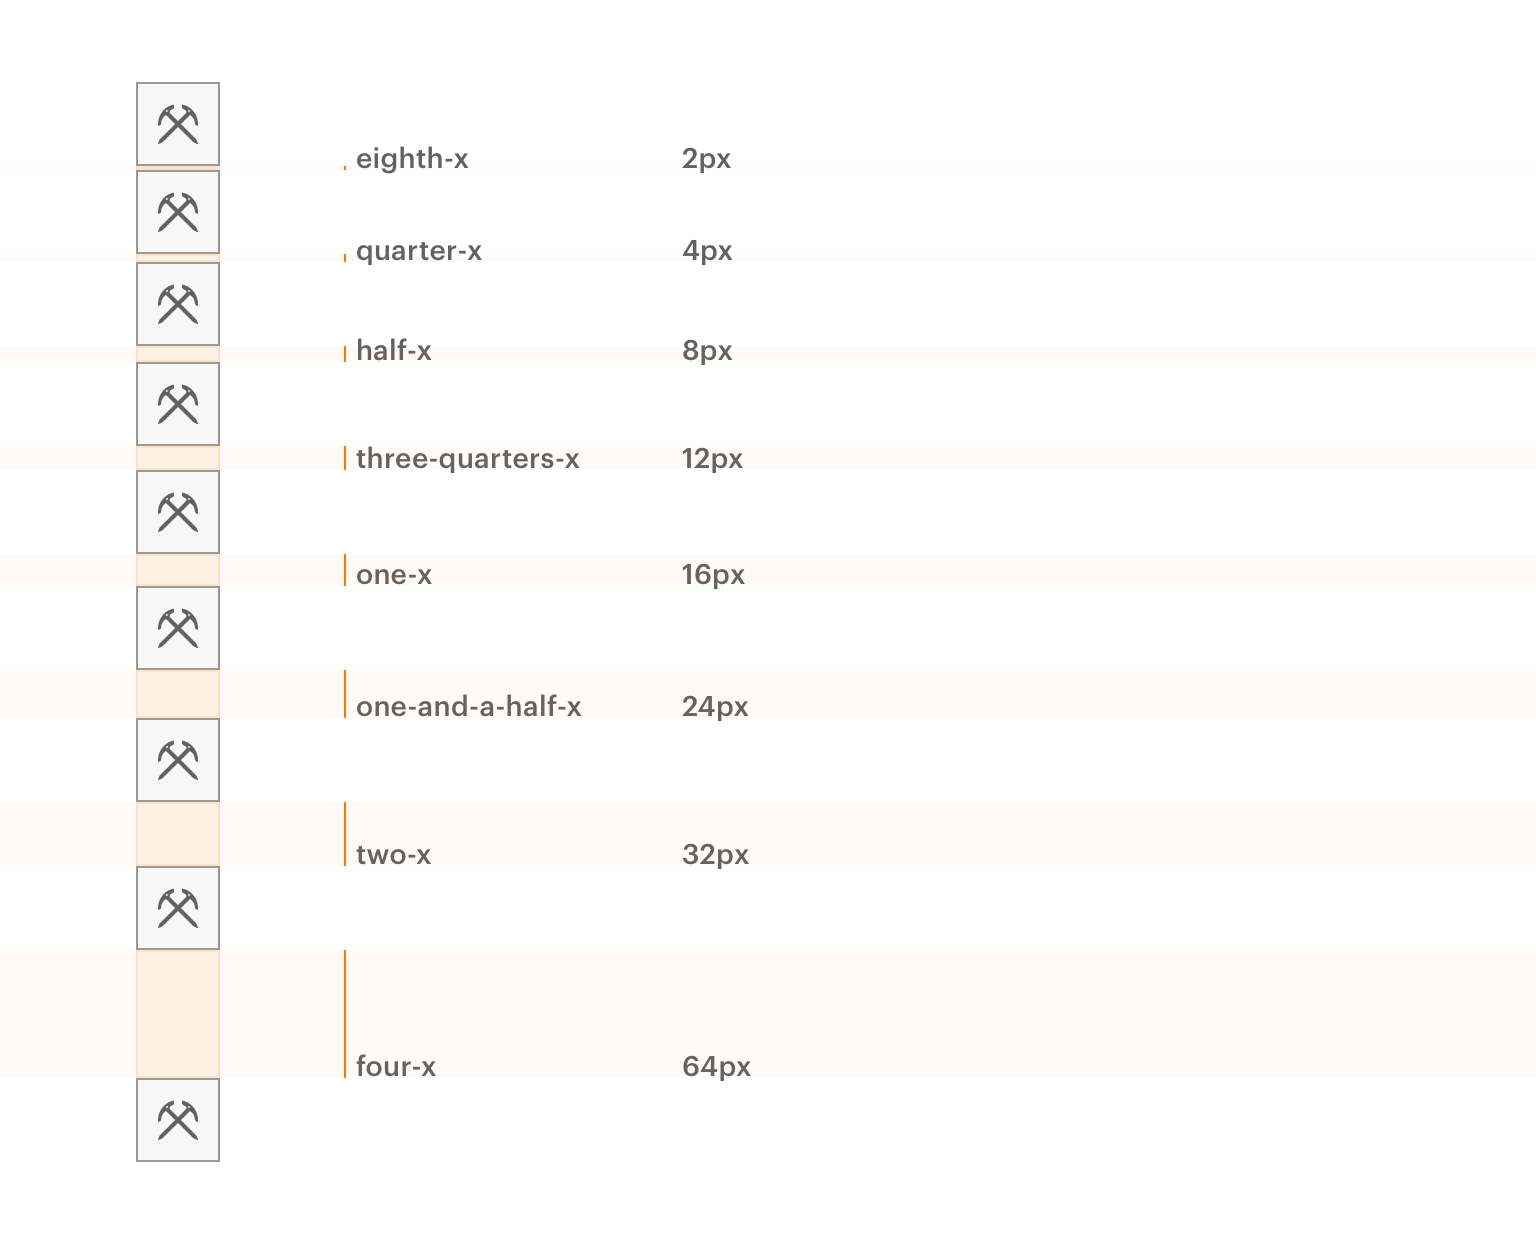 eighth-x 2px
quarter-x 4px
half-x 8px
three-quarters-x 12px
one-x 16px
one-and-a-half-x 24px
two-x 32px
four-x 64px